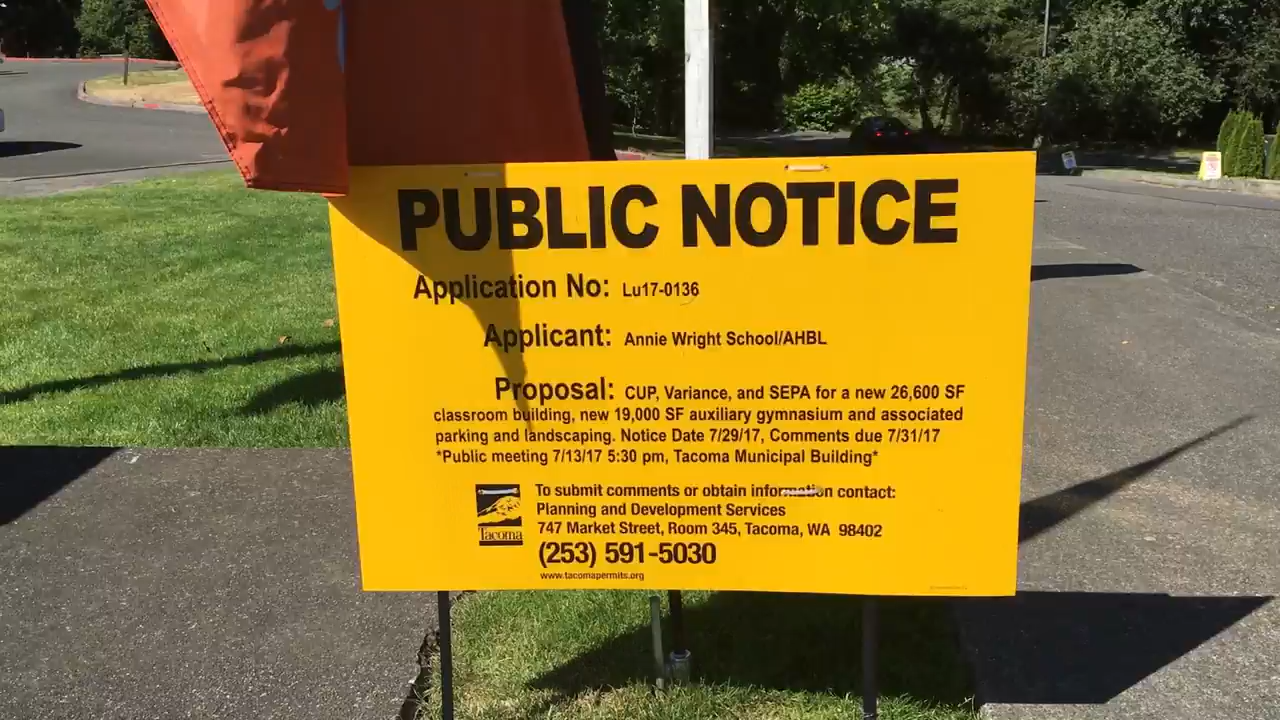 PUBLIC NOTICE
Application No: Lu17-0136
Applicant: Annie Wright School/AHBL
Proposal: CUP, Variance, and SEPA for a new 26,600 SF
classroom building, new 19,000 SF auxiliary gymnasium and associated
parking and landscaping. Notice Date 7/29/17, Comments due 7/31/17
*Public meeting 7/13/17 5:30 pm, Tacoma Municipal Building*
To submit comments or obtain information contact:
Planning and Development Services
747 Market Street, Room 345, Tacoma, WA 98402
Tacoma
(253) 591-5030
www.tacomapermits.org